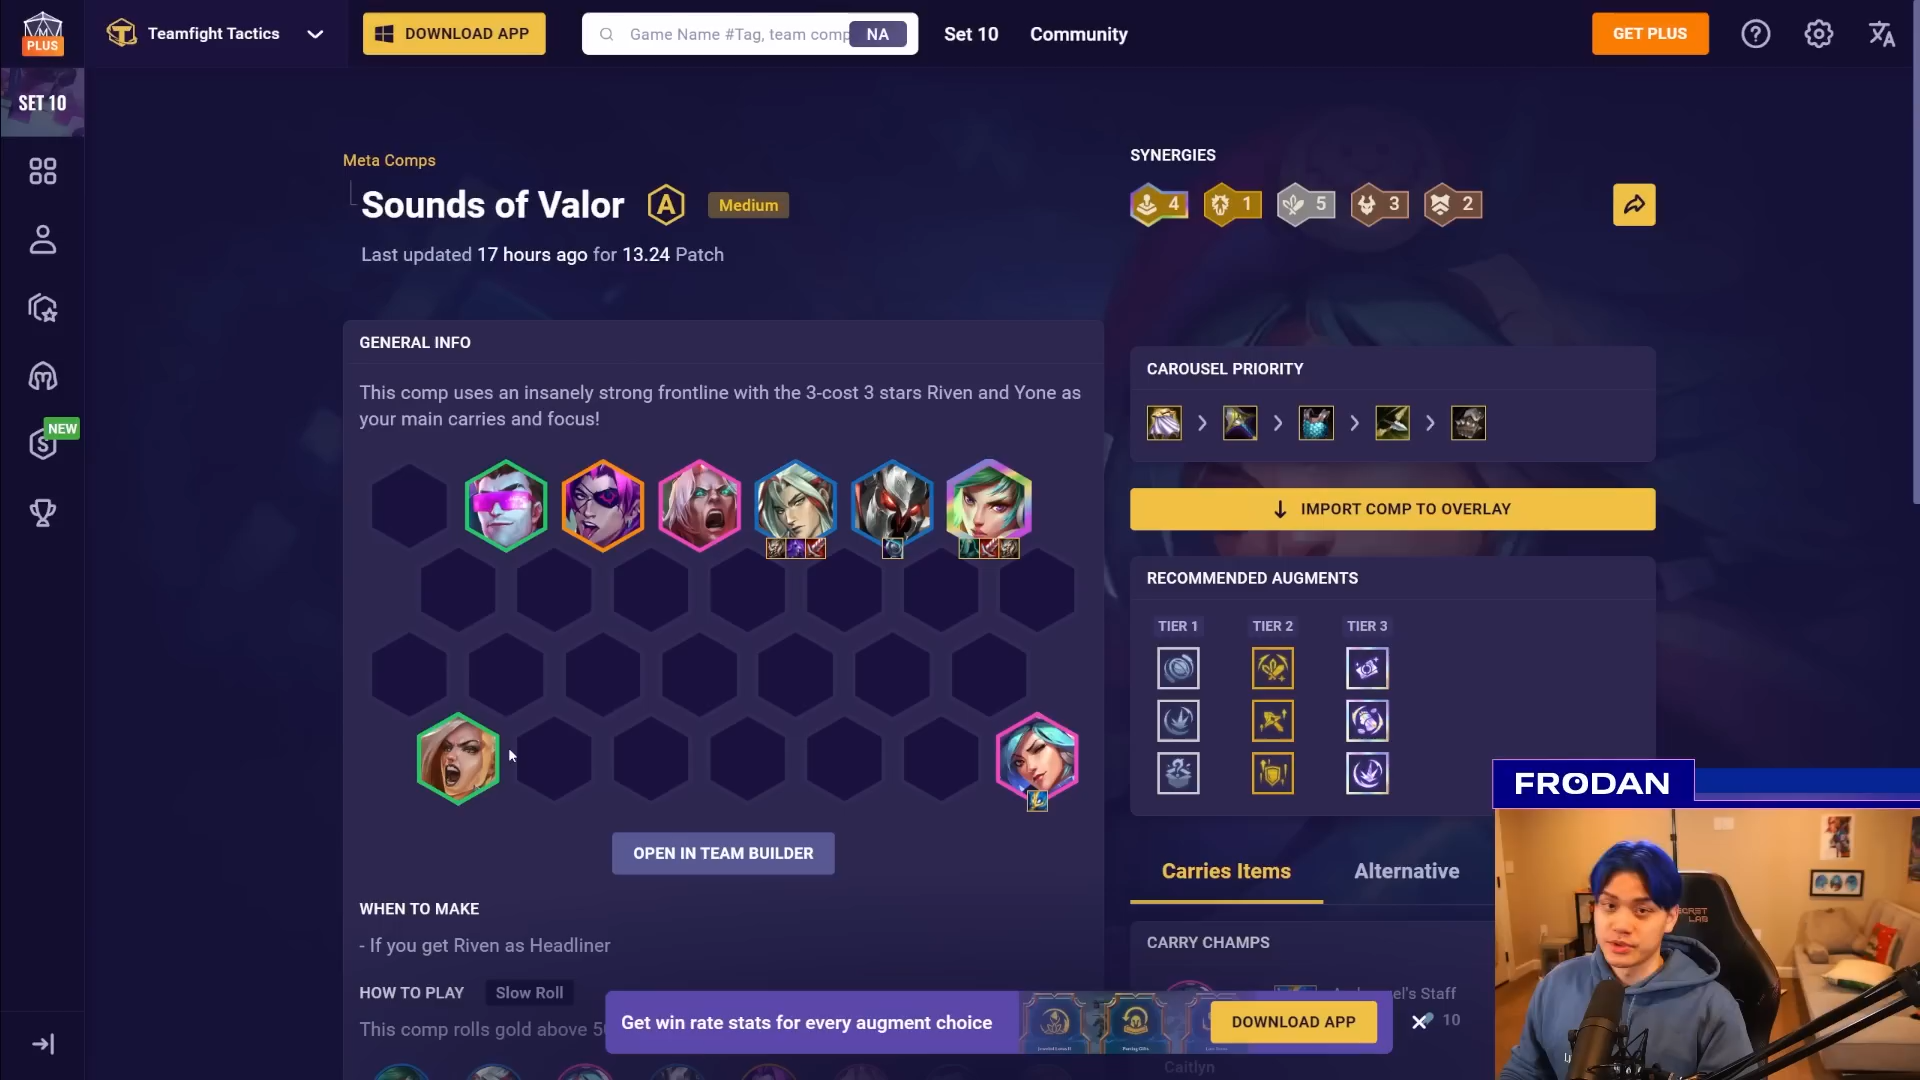 PLUS
Teamfight Tactics
DOWNLOAD APP
Game Name #Tag, team comp
NA
Set 10
Community
GET PLUS
SET 10
NEW
Meta Comps
Sounds of Valor
A
Medium
Last updated 17 hours ago for 13.24 Patch
SYNERGIES
4
1
5
3
2
GENERAL INFO
This comp uses an insanely strong frontline with the 3-cost 3 stars Riven and Yone as
your main carries and focus!
OPEN IN TEAM BUILDER
WHEN TO MAKE
- If you get Riven as Headliner
HOW TO PLAY
Slow Roll
This comp rolls gold above 5
CAROUSEL PRIORITY
IMPORT COMP TO OVERLAY
RECOMMENDED AUGMENTS
TIER 1
TIER 2
TIER 3
Carries Items
Alternative
CARRY CHAMPS
el's Staff
10
Caitlyn
Get win rate stats for every augment choice
DOWNLOAD APP
FRODAN